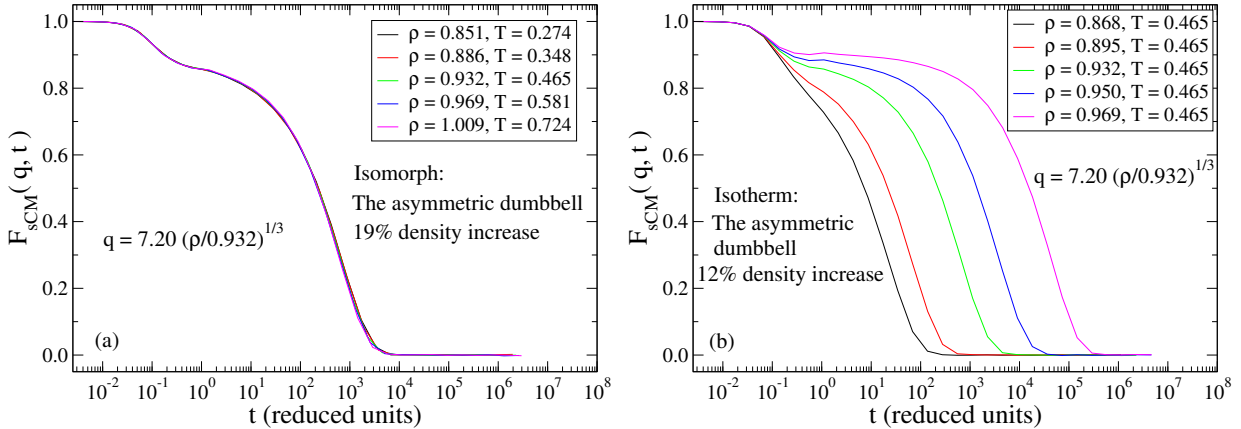 ρ = 0.851, T = 0.274
ρ = 0.886, T = 0.348
ρ = 0.932, T = 0.465
ρ = 0.969, T = 0.581
ρ = 1.009, T = 0.724
Isomorph:
The asymmetric dumbbell
19% density increase
q = 7.20 (ρ/0.932)^1/3
(a)
F_sCM( q, t)
1.0
0.8
0.6
0.4
0.2
0.0
10^-2 10^-1 10^0 10^1 10^2 10^3 10^4 10^5 10^6 10^7 10^8
t (reduced units)
ρ = 0.868, T = 0.465
ρ = 0.895, T = 0.465
ρ = 0.932, T = 0.465
ρ = 0.950, T = 0.465
ρ = 0.969, T = 0.465
q = 7.20 (ρ/0.932)^1/3
Isotherm:
The asymmetric
dumbbell
12% density increase
(b)
F_sCM( q, t)
1.0
0.8
0.6
0.4
0.2
0.0
10^-2 10^-1 10^0 10^1 10^2 10^3 10^4 10^5 10^6 10^7 10^8
t (reduced units)